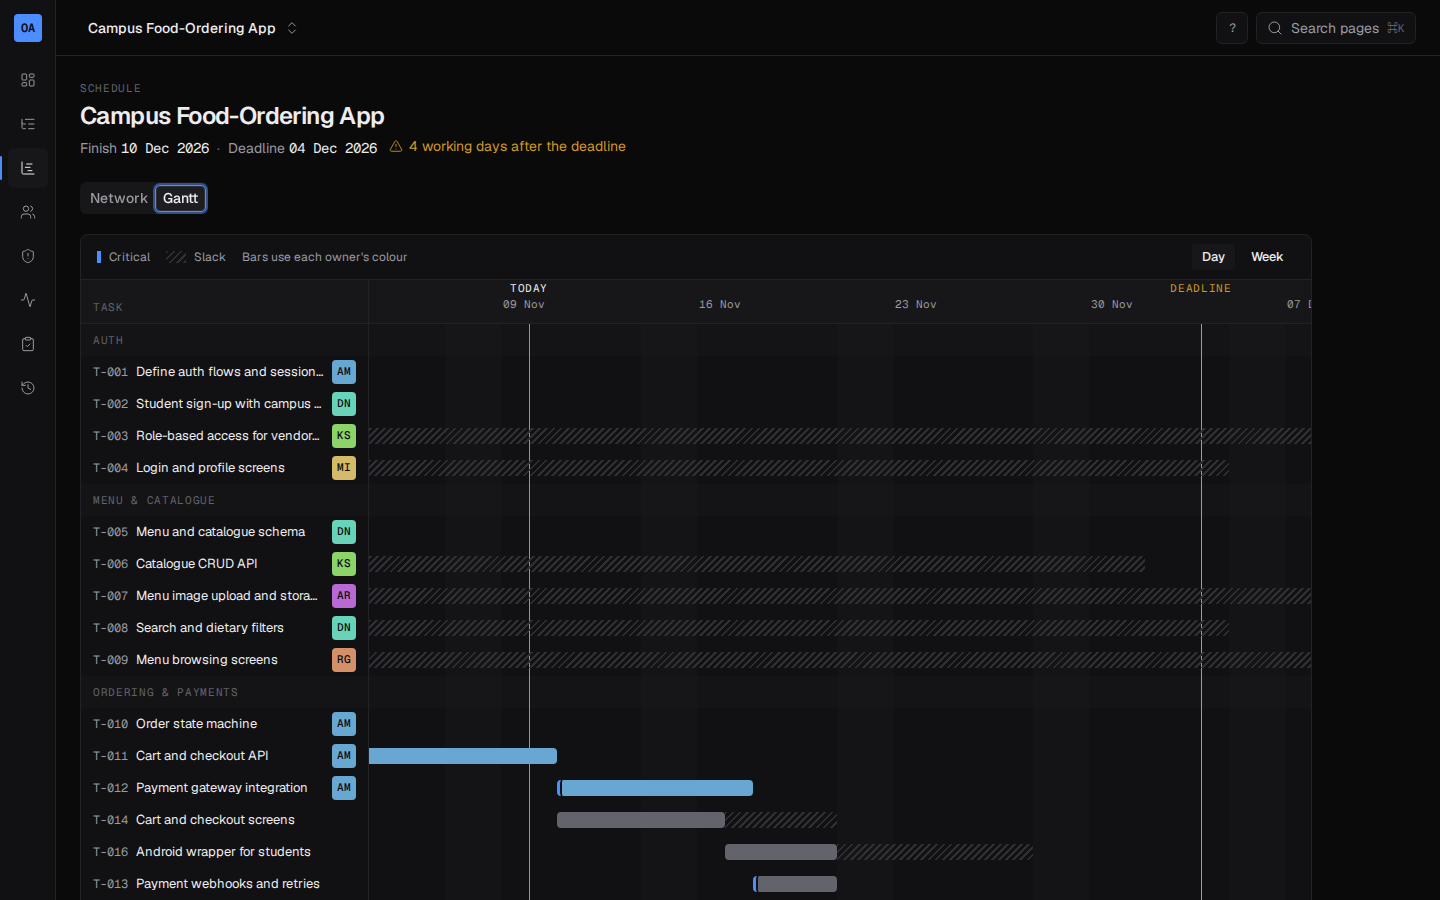 OA
Campus Food-Ordering App
?
Search pages ⌘K
SCHEDULE
Campus Food-Ordering App
Finish 10 Dec 2026 · Deadline 04 Dec 2026 4 working days after the deadline
Network Gantt
Critical Slack Bars use each owner's colour
Day Week
TASK
TODAY
DEADLINE
09 Nov 16 Nov 23 Nov 30 Nov 07 D
AUTH
T-001 Define auth flows and session... AM
T-002 Student sign-up with campus ... DN
T-003 Role-based access for vendor... KS
T-004 Login and profile screens MI
MENU & CATALOGUE
T-005 Menu and catalogue schema DN
T-006 Catalogue CRUD API KS
T-007 Menu image upload and stora... AR
T-008 Search and dietary filters DN
T-009 Menu browsing screens RG
ORDERING & PAYMENTS
T-010 Order state machine AM
T-011 Cart and checkout API AM
T-012 Payment gateway integration AM
T-014 Cart and checkout screens
T-016 Android wrapper for students
T-013 Payment webhooks and retries